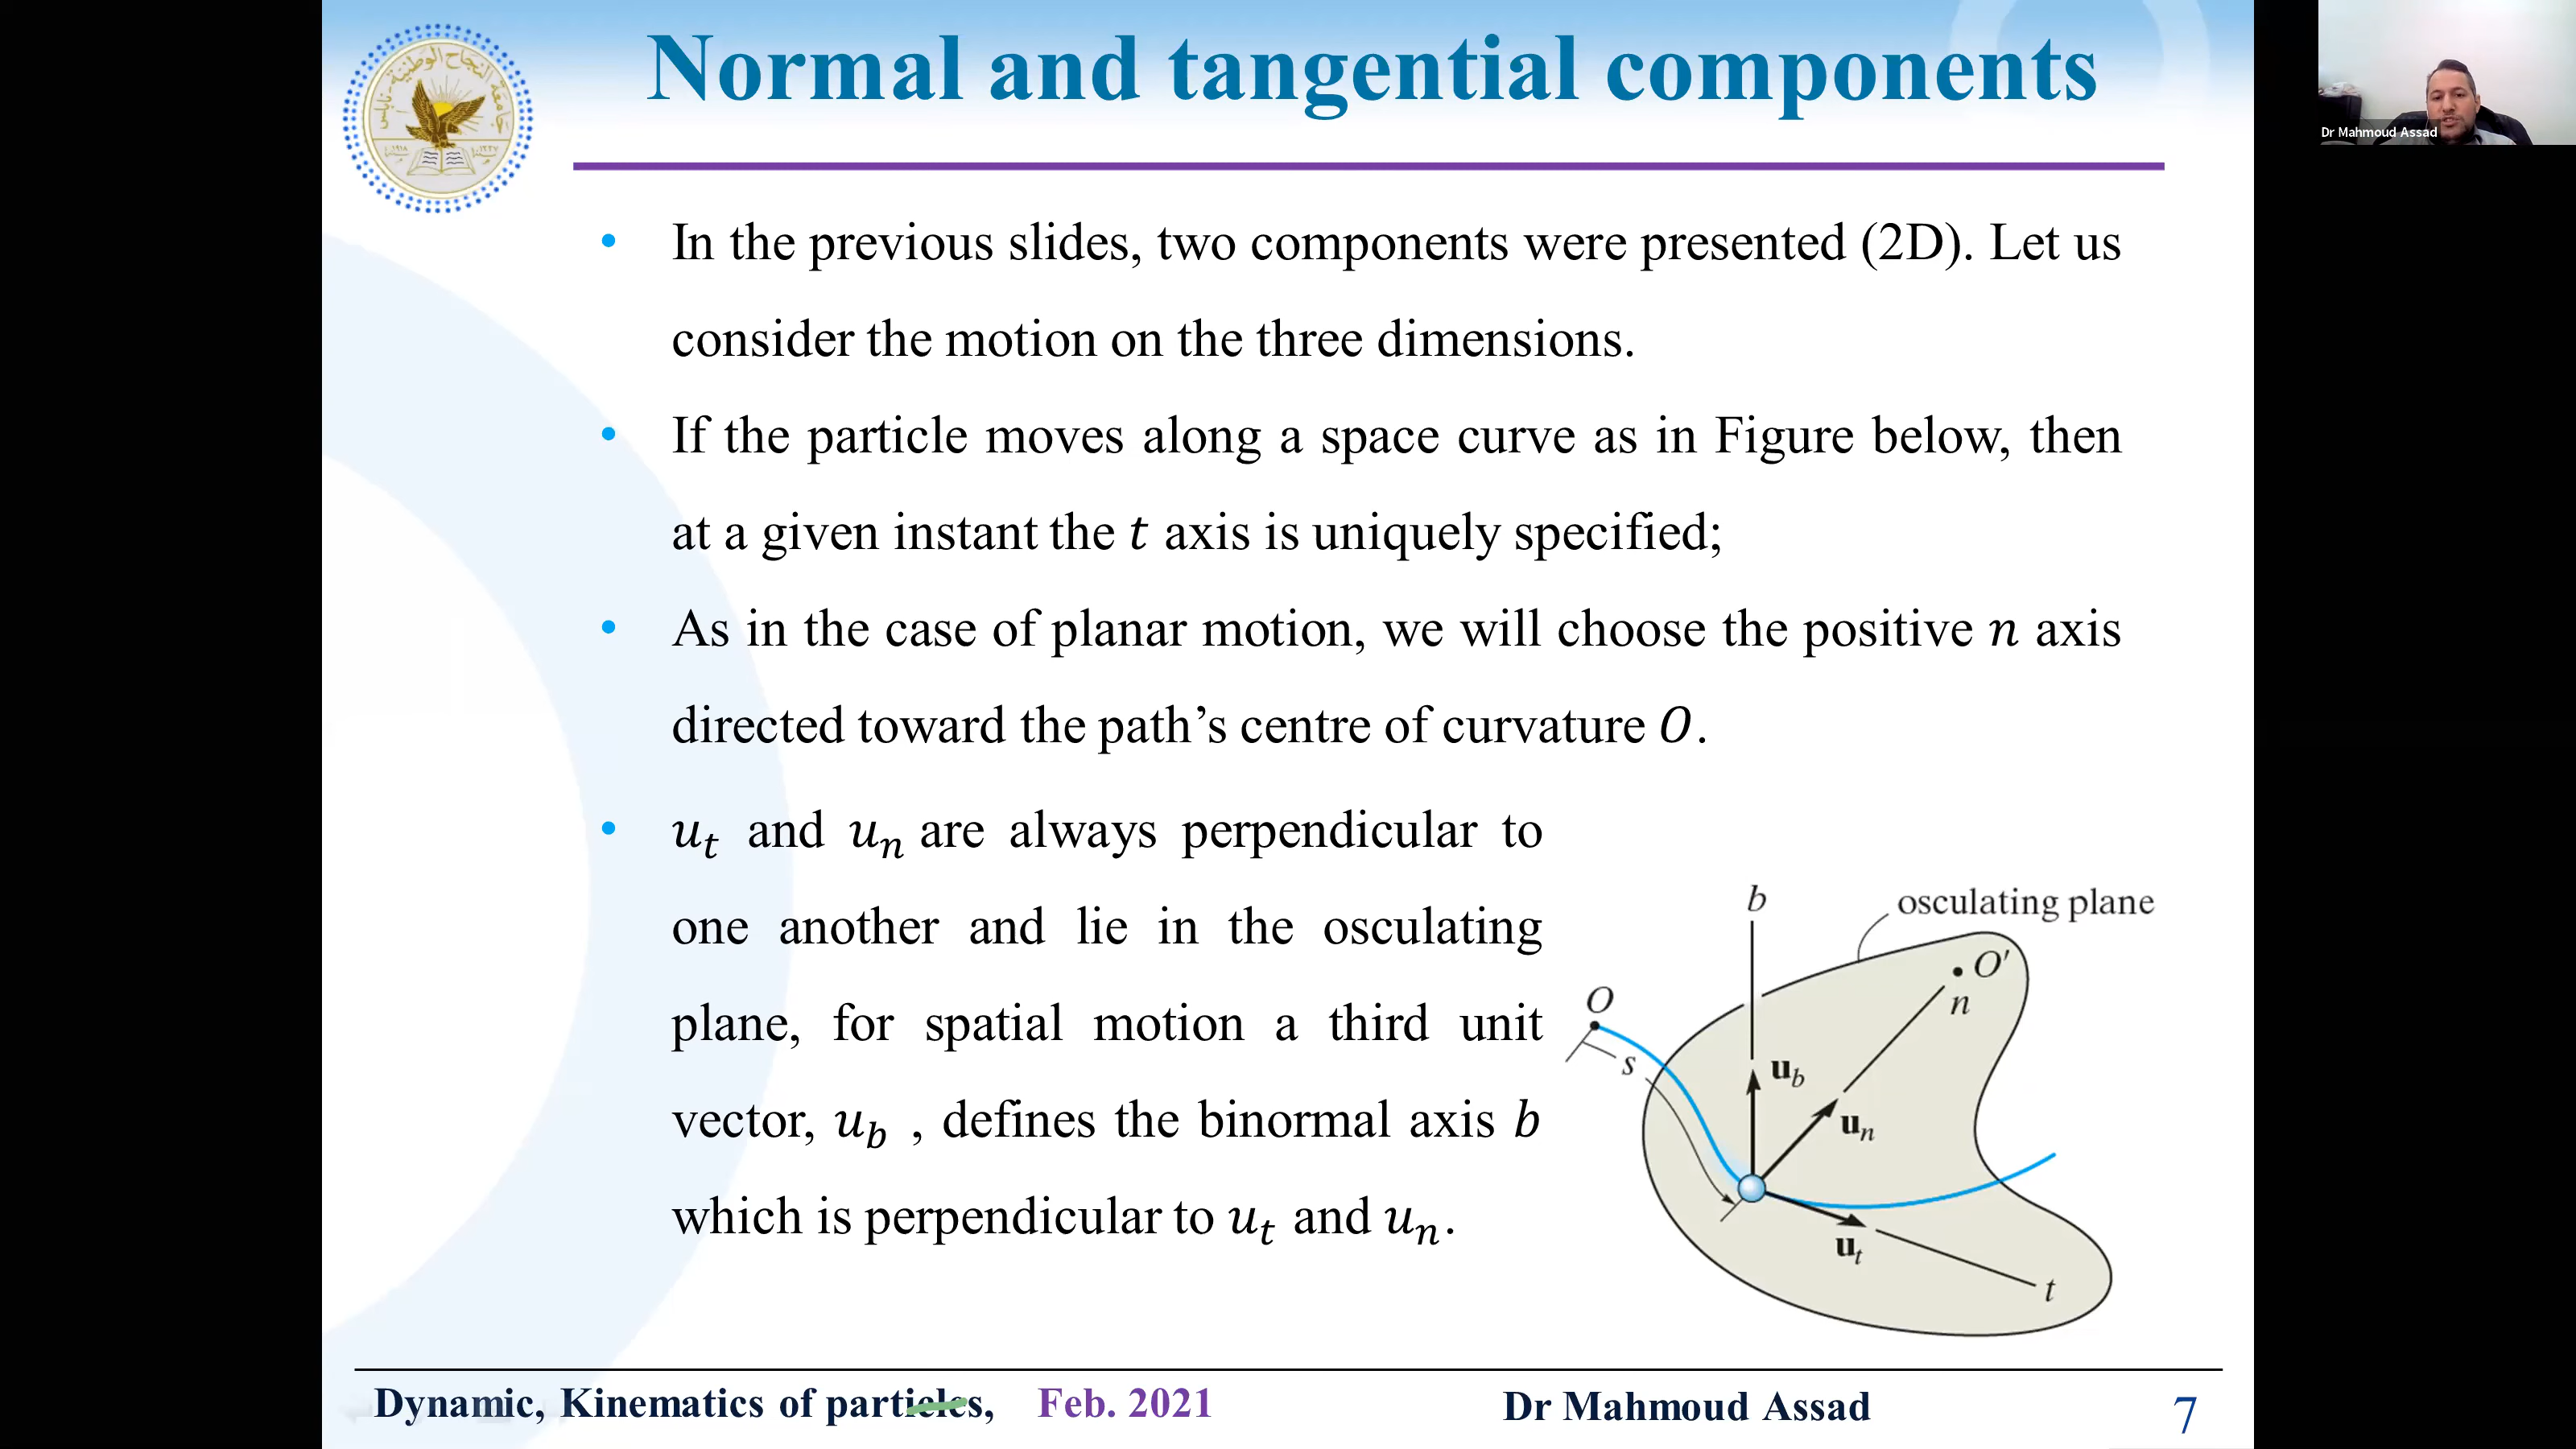 Normal and tangential components
جامعة النجاح الوطنية - نابلس
١٩١٨
Dr Mahmoud Assad
• In the previous slides, two components were presented (2D). Let us
consider the motion on the three dimensions.
• If the particle moves along a space curve as in Figure below, then
at a given instant the t axis is uniquely specified;
• As in the case of planar motion, we will choose the positive n axis
directed toward the path’s centre of curvature O.
• u_t and u_n are always perpendicular to
one another and lie in the osculating
plane, for spatial motion a third unit
vector, u_b , defines the binormal axis b
which is perpendicular to u_t and u_n.
b
osculating plane
O'
n
O
s
u_b
u_n
u_t
t
Dynamic, Kinematics of particles, Feb. 2021
Dr Mahmoud Assad
7